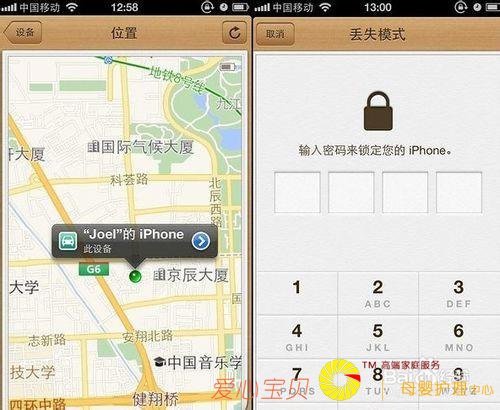 中国移动 12:58
设备 位置
地铁8号线
九江
国际气候大厦
开大厦
科荟路
北辰西路
"Joel"的 iPhone
此设备
G6
京辰大厦
大学
安翔北路
志新路
中国音乐学
技大学
四环中路
健翔桥
中国移动 13:00
取消 丢失模式
输入密码来锁定您的 iPhone。
1 2 ABC 3 DEF
4 GHI 5 JKL 6 MNO
7 PQRS 8 TUV 9 WXYZ
TM 高端家庭服务
爱心宝贝 母婴护理中心